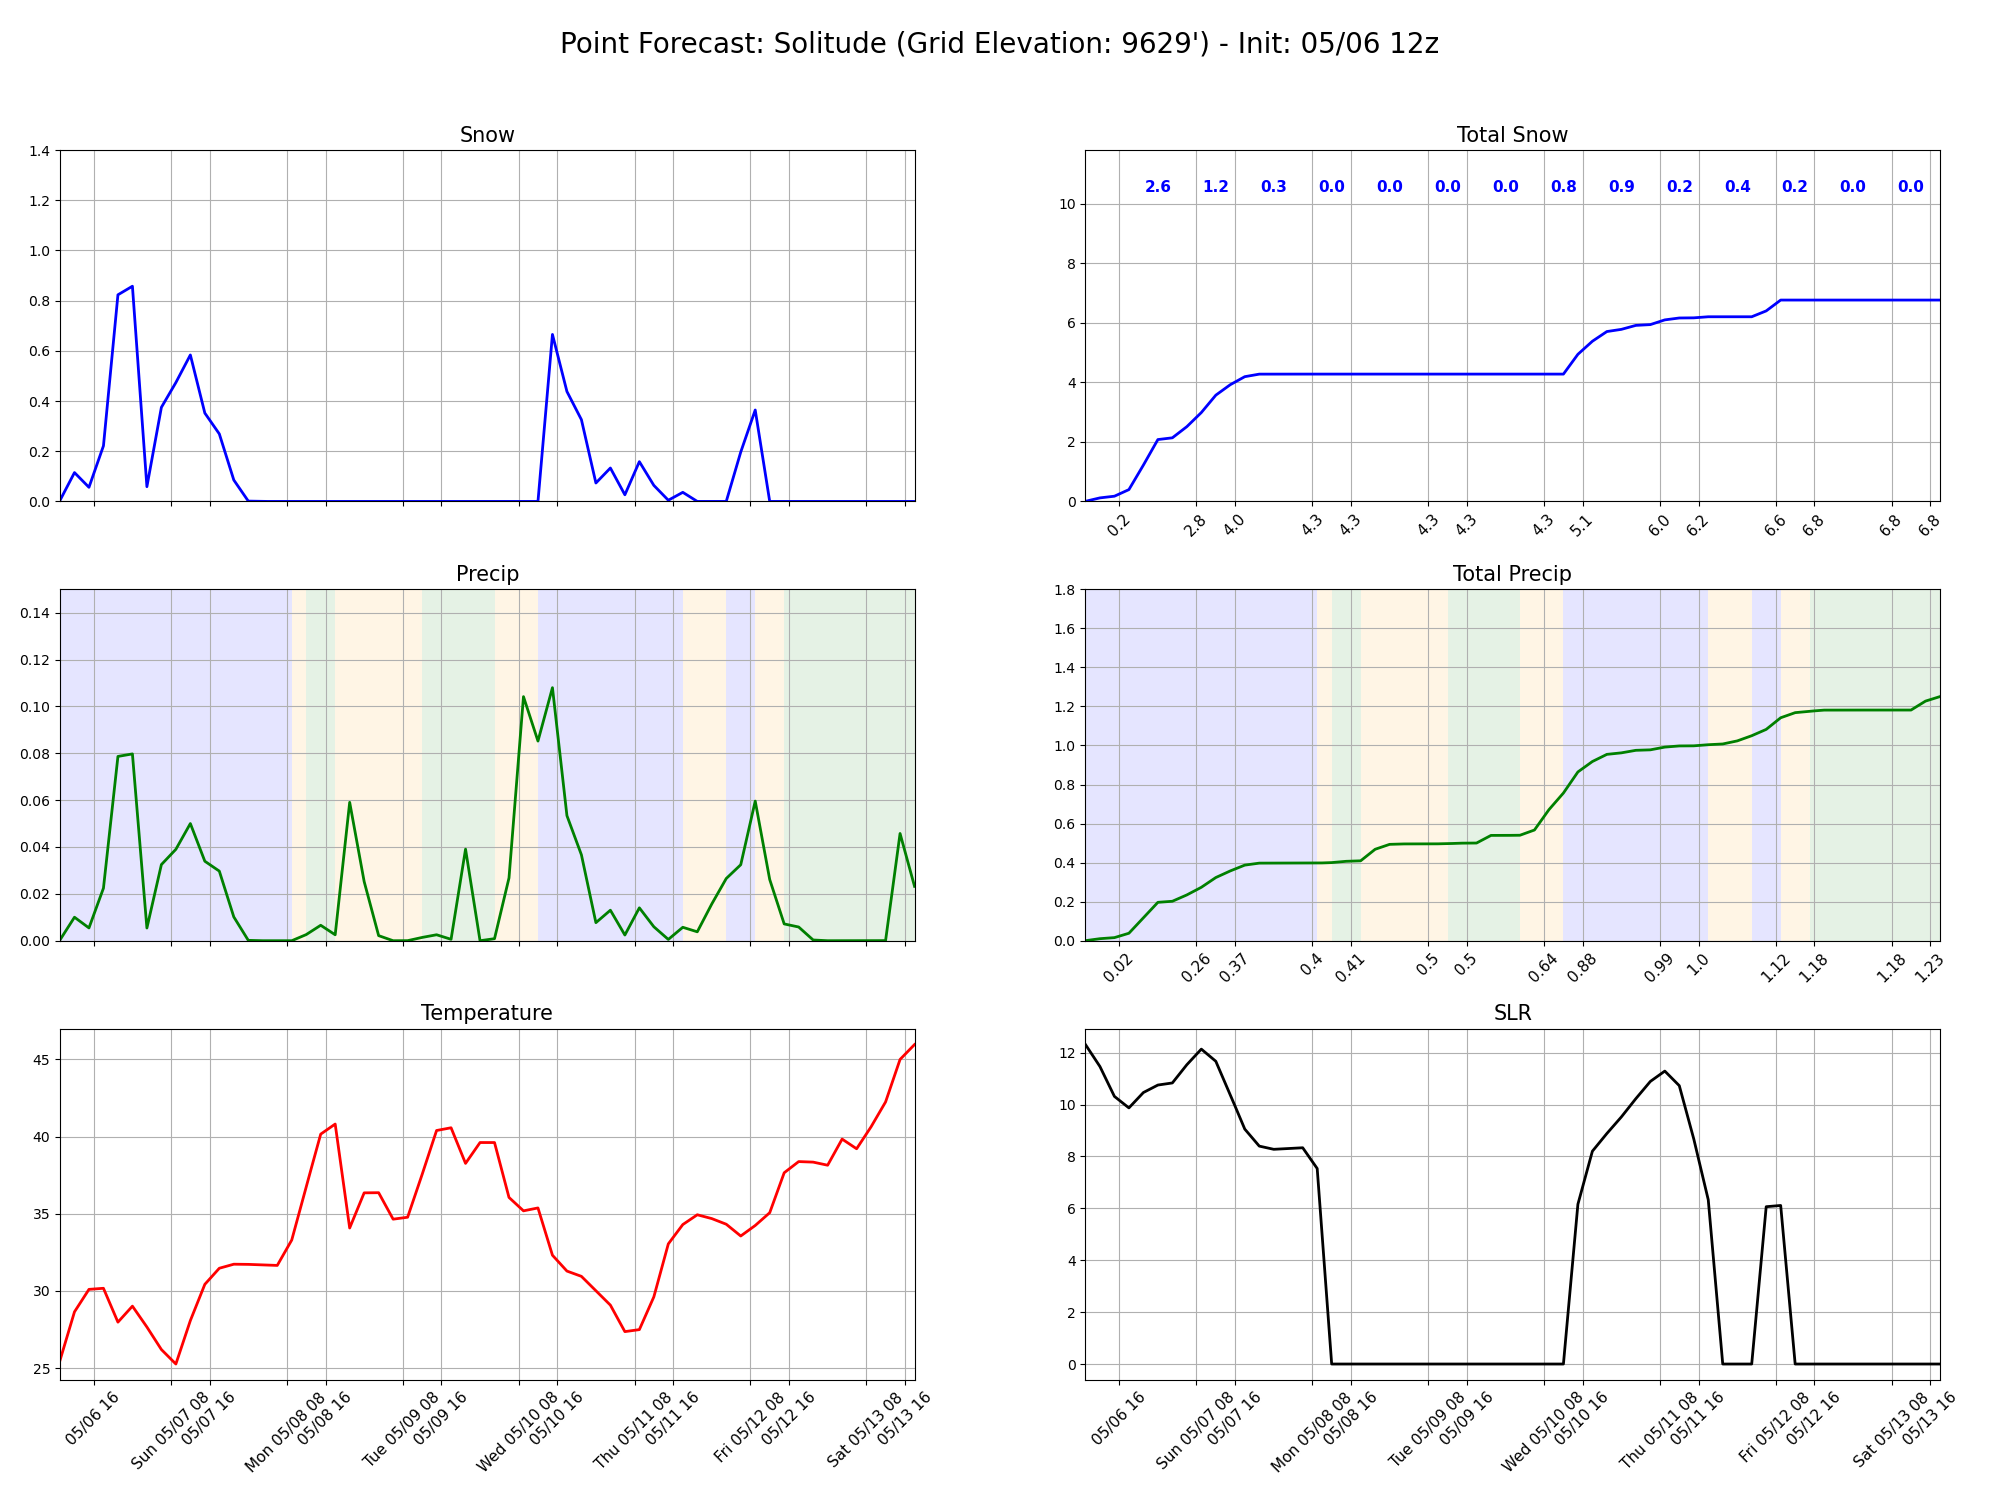 Point Forecast: Solitude (Grid Elevation: 9629') - Init: 05/06 12z
Snow
1.4
1.2
1.0
0.8
0.6
0.4
0.2
0.0
Total Snow
2.6 1.2 0.3 0.0 0.0 0.0 0.0 0.8 0.9 0.2 0.4 0.2 0.0 0.0
10
8
6
4
2
0
0.2 2.8 4.0 4.3 4.3 4.3 4.3 4.3 5.1 6.0 6.2 6.6 6.8 6.8 6.8
Precip
0.14
0.12
0.10
0.08
0.06
0.04
0.02
0.00
Total Precip
1.8
1.6
1.4
1.2
1.0
0.8
0.6
0.4
0.2
0.0
0.02 0.26 0.37 0.4 0.41 0.5 0.5 0.64 0.88 0.99 1.0 1.12 1.18 1.18 1.23
Temperature
45
40
35
30
25
05/06 16
Sun 05/07 08
05/07 16
Mon 05/08 08
05/08 16
Tue 05/09 08
05/09 16
Wed 05/10 08
05/10 16
Thu 05/11 08
05/11 16
Fri 05/12 08
05/12 16
Sat 05/13 08
05/13 16
SLR
12
10
8
6
4
2
0
05/06 16
Sun 05/07 08
05/07 16
Mon 05/08 08
05/08 16
Tue 05/09 08
05/09 16
Wed 05/10 08
05/10 16
Thu 05/11 08
05/11 16
Fri 05/12 08
05/12 16
Sat 05/13 08
05/13 16